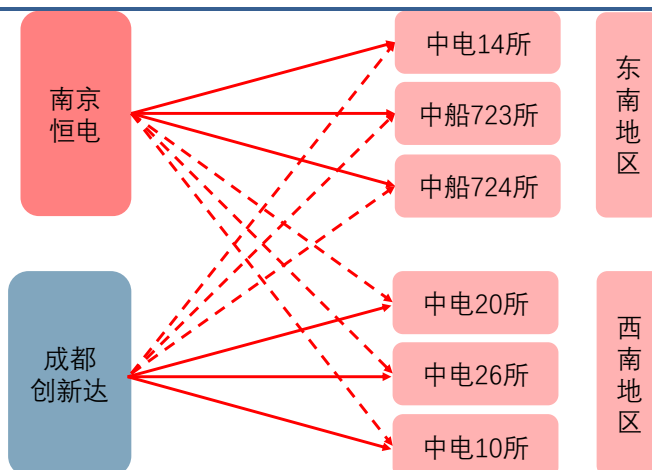 南京
恒电
中电14所
中船723所
中船724所
东
南
地
区
成都
创新达
中电20所
中电26所
中电10所
西
南
地
区